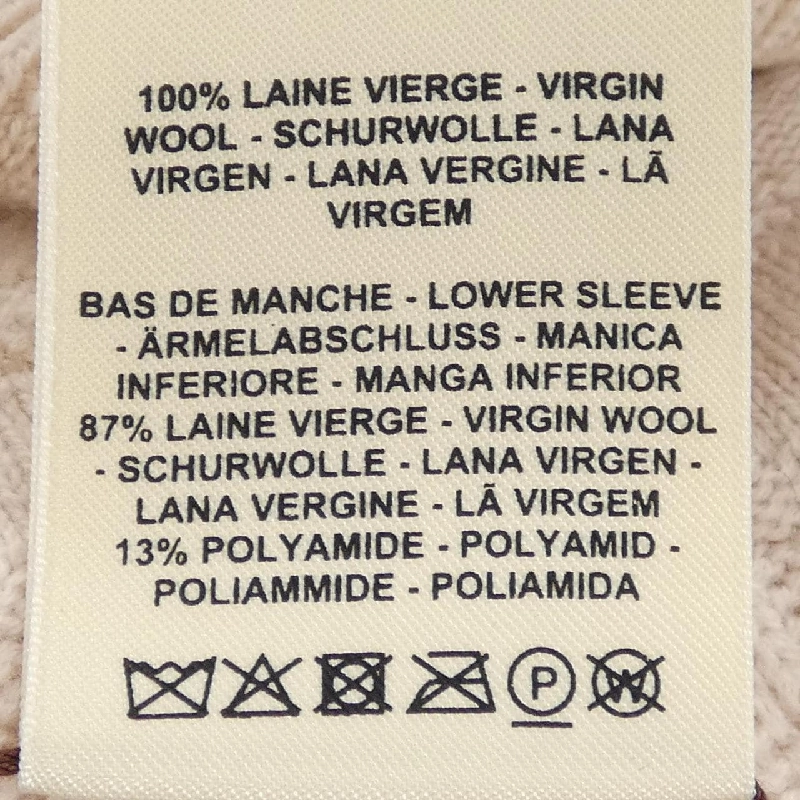 100% LAINE VIERGE - VIRGIN
WOOL - SCHURWOLLE - LANA
VIRGEN - LANA VERGINE - LÃ
VIRGEM
BAS DE MANCHE - LOWER SLEEVE
- ÄRMELABSCHLUSS - MANICA
INFERIORE - MANGA INFERIOR
87% LAINE VIERGE - VIRGIN WOOL
- SCHURWOLLE - LANA VIRGEN -
LANA VERGINE - LÃ VIRGEM
13% POLYAMIDE - POLYAMID -
POLIAMMIDE - POLIAMIDA
P W